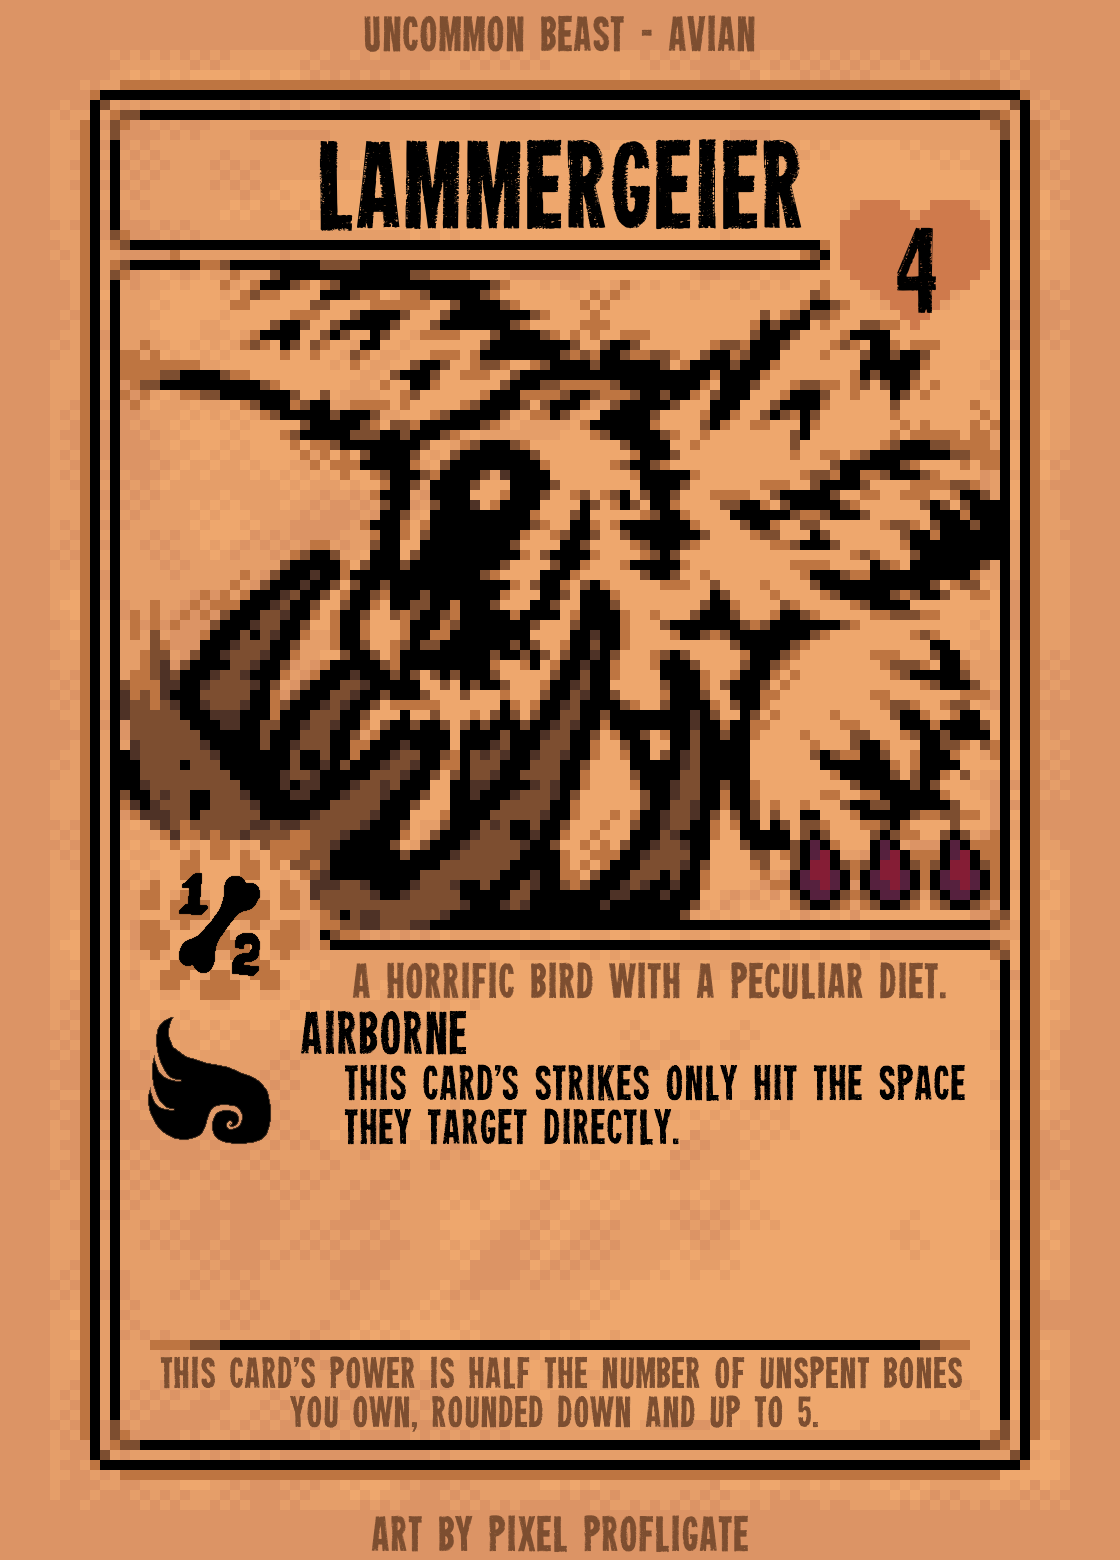 UNCOMMON BEAST - AVIAN
LAMMERGEIER
4
1
2
A HORRIFIC BIRD WITH A PECULIAR DIET.
AIRBORNE
THIS CARD'S STRIKES ONLY HIT THE SPACE
THEY TARGET DIRECTLY.
THIS CARD'S POWER IS HALF THE NUMBER OF UNSPENT BONES
YOU OWN, ROUNDED DOWN AND UP TO 5.
ART BY PIXEL PROFLIGATE